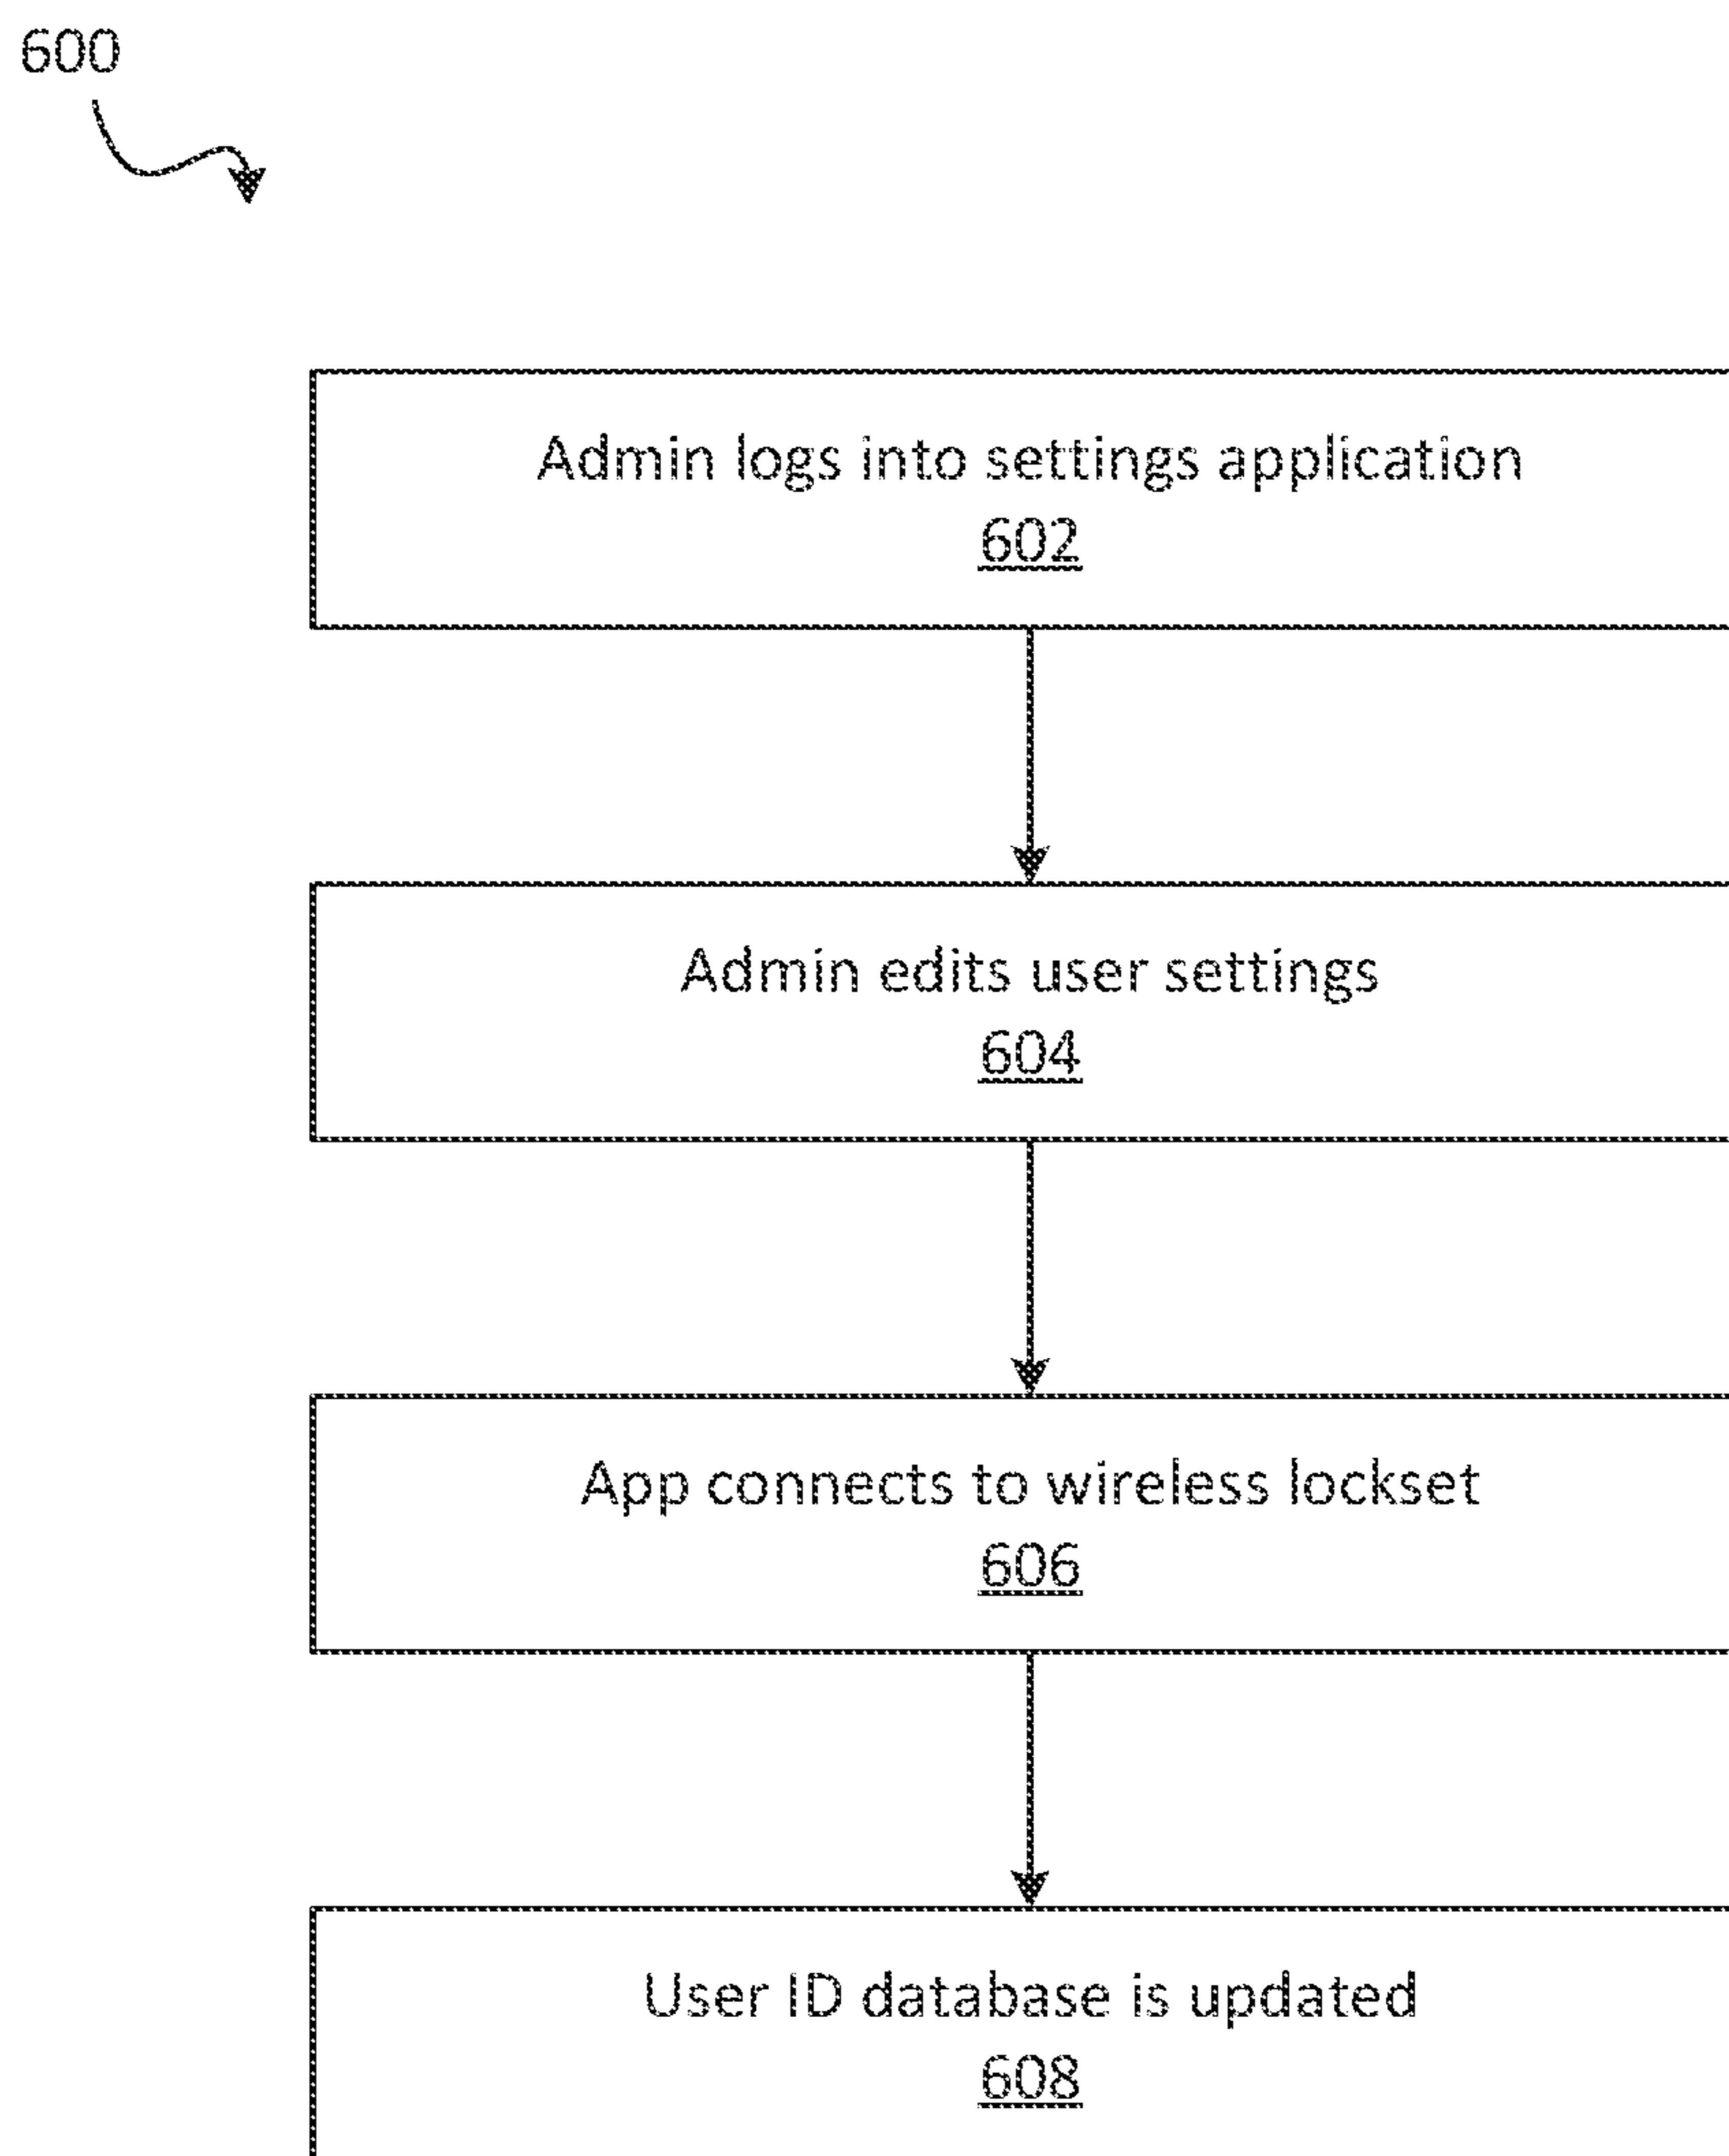 600
Admin logs into settings application
602
Admin edits user settings
604
App connects to wireless lockset
606
User ID database is updated
608